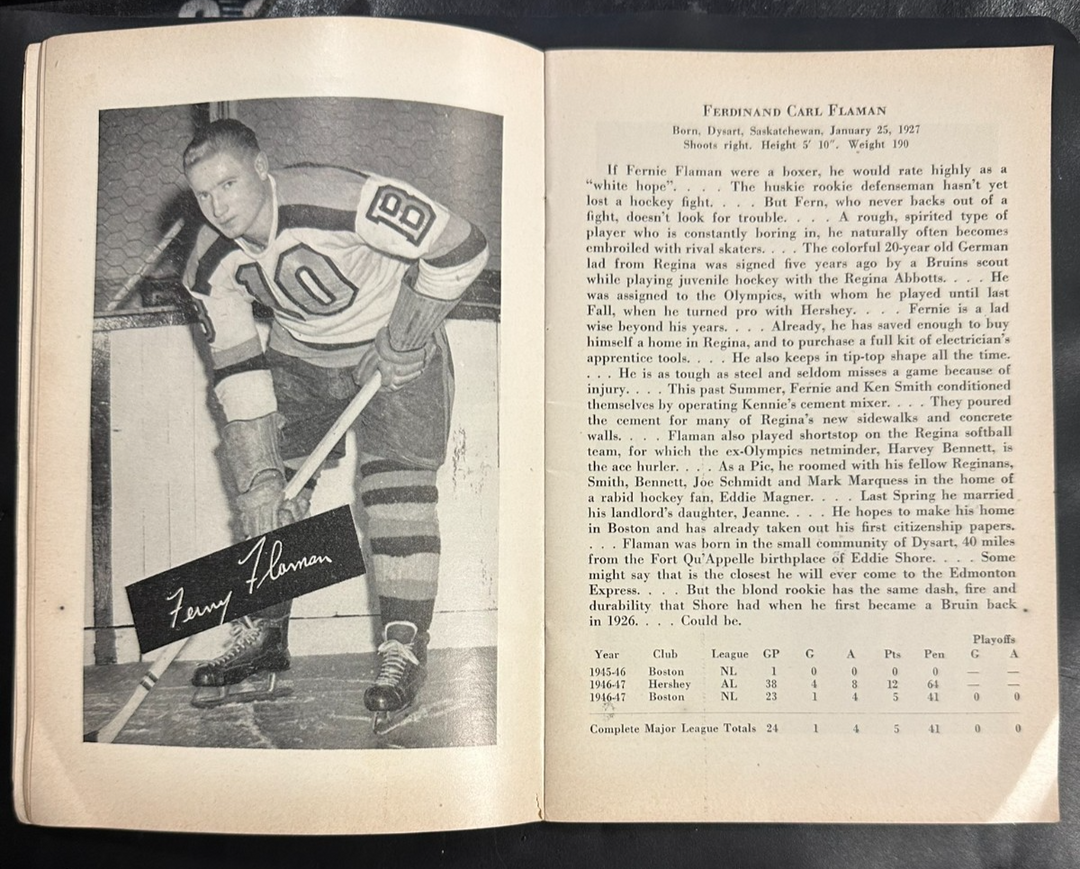 B
10
Ferny Flaman
FERDINAND CARL FLAMAN
Born, Dysart, Saskatchewan, January 25, 1927
Shoots right. Height 5' 10". Weight 190
If Fernie Flaman were a boxer, he would rate highly as a
"white hope". . . . The huskie rookie defenseman hasn't yet
lost a hockey fight. . . . But Fern, who never backs out of a
fight, doesn't look for trouble. . . . A rough, spirited type of
player who is constantly boring in, he naturally often becomes
embroiled with rival skaters. . . . The colorful 20-year old German
lad from Regina was signed five years ago by a Bruins scout
while playing juvenile hockey with the Regina Abbotts. . . . He
was assigned to the Olympics, with whom he played until last
Fall, when he turned pro with Hershey. . . . Fernie is a lad
wise beyond his years. . . . Already, he has saved enough to buy
himself a home in Regina, and to purchase a full kit of electrician's
apprentice tools. . . . He also keeps in tip-top shape all the time.
. . . He is as tough as steel and seldom misses a game because of
injury. . . . This past Summer, Fernie and Ken Smith conditioned
themselves by operating Kennie's cement mixer. . . . They poured
the cement for many of Regina's new sidewalks and concrete
walls. . . . Flaman also played shortstop on the Regina softball
team, for which the ex-Olympics netminder, Harvey Bennett, is
the ace hurler. . . . As a Pic, he roomed with his fellow Reginans,
Smith, Bennett, Joe Schmidt and Mark Marquess in the home of
a rabid hockey fan, Eddie Magner. . . . Last Spring he married
his landlord's daughter, Jeanne. . . . He hopes to make his home
in Boston and has already taken out his first citizenship papers.
. . . Flaman was born in the small community of Dysart, 40 miles
from the Fort Qu'Appelle birthplace of Eddie Shore. . . . Some
might say that is the closest he will ever come to the Edmonton
Express. . . . But the blond rookie has the same dash, fire and
durability that Shore had when he first became a Bruin back
in 1926. . . . Could be.
Playoffs
Year Club League GP G A Pts Pen G A
1945-46 Boston NL 1 0 0 0 0 — —
1946-47 Hershey AL 38 4 8 12 64 — —
1946-47 Boston NL 23 1 4 5 41 0 0
Complete Major League Totals 24 1 4 5 41 0 0